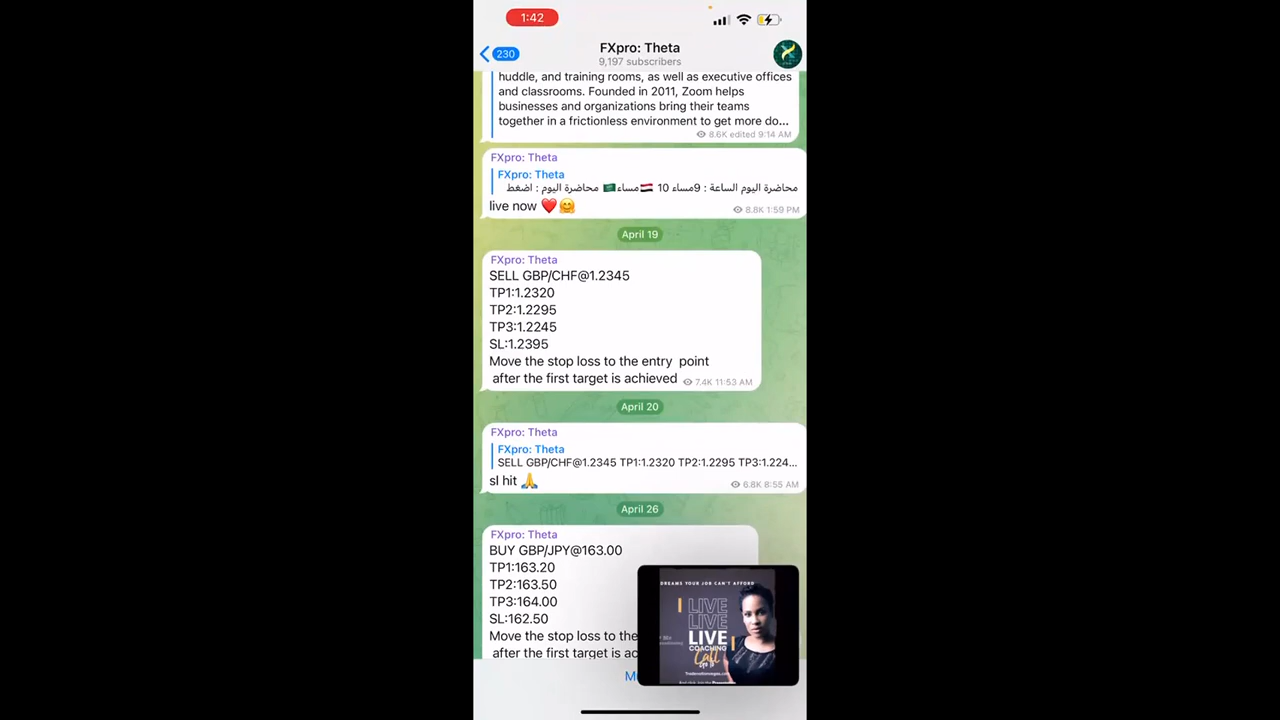 1:42
230
FXpro: Theta
9,197 subscribers
huddle, and training rooms, as well as executive offices
and classrooms. Founded in 2011, Zoom helps
businesses and organizations bring their teams
together in a frictionless environment to get more do...
8.6K edited 9:14 AM
FXpro: Theta
FXpro: Theta
محاضرة اليوم الساعة : 9مساء 10 🇪🇬مساء🇸🇦 محاضرة اليوم : اضغط
live now ❤️🤗
8.8K 1:59 PM
April 19
FXpro: Theta
SELL GBP/CHF@1.2345
TP1:1.2320
TP2:1.2295
TP3:1.2245
SL:1.2395
Move the stop loss to the entry  point
after the first target is achieved
7.4K 11:53 AM
April 20
FXpro: Theta
FXpro: Theta
SELL GBP/CHF@1.2345 TP1:1.2320 TP2:1.2295 TP3:1.224...
sl hit 🙏
6.8K 8:55 AM
April 26
FXpro: Theta
BUY GBP/JPY@163.00
TP1:163.20
TP2:163.50
TP3:164.00
SL:162.50
Move the stop loss to the
after the first target is ac
DREAMS YOUR JOB CAN'T AFFORD
LIVE
LIVE
LIVE
COACHING
Call